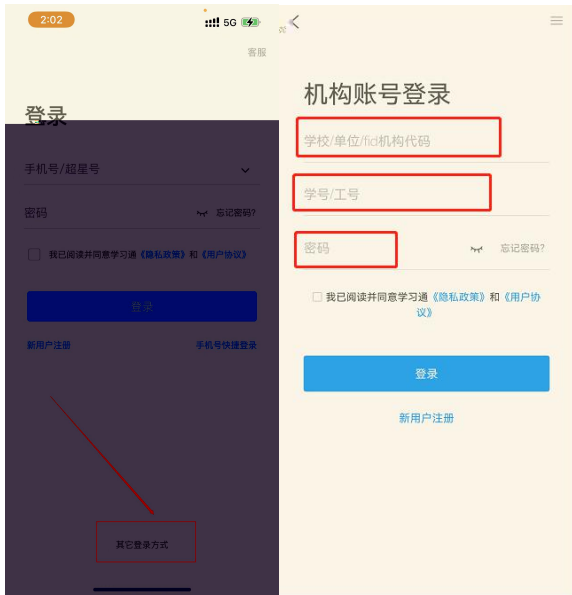 2:02
5G
客服
登录
手机号/超星号
密码
忘记密码?
我已阅读并同意学习通《隐私政策》和《用户协议》
登录
新用户注册
手机号快捷登录
其它登录方式
机构账号登录
学校/单位/fid机构代码
学号/工号
密码
忘记密码?
我已阅读并同意学习通《隐私政策》和《用户协
议》
登录
新用户注册